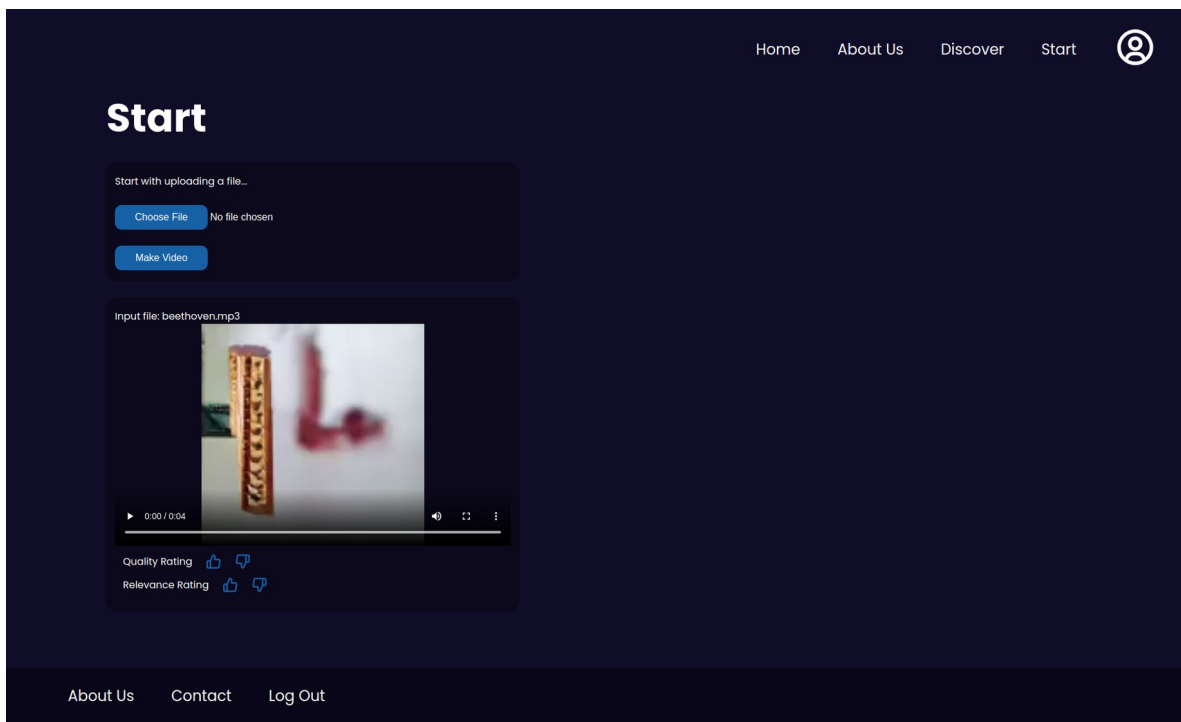 Home About Us Discover Start
Start
Start with uploading a file...
Choose File No file chosen
Make Video
Input file: beethoven.mp3
0:00 / 0:04
Quality Rating
Relevance Rating
About Us Contact Log Out